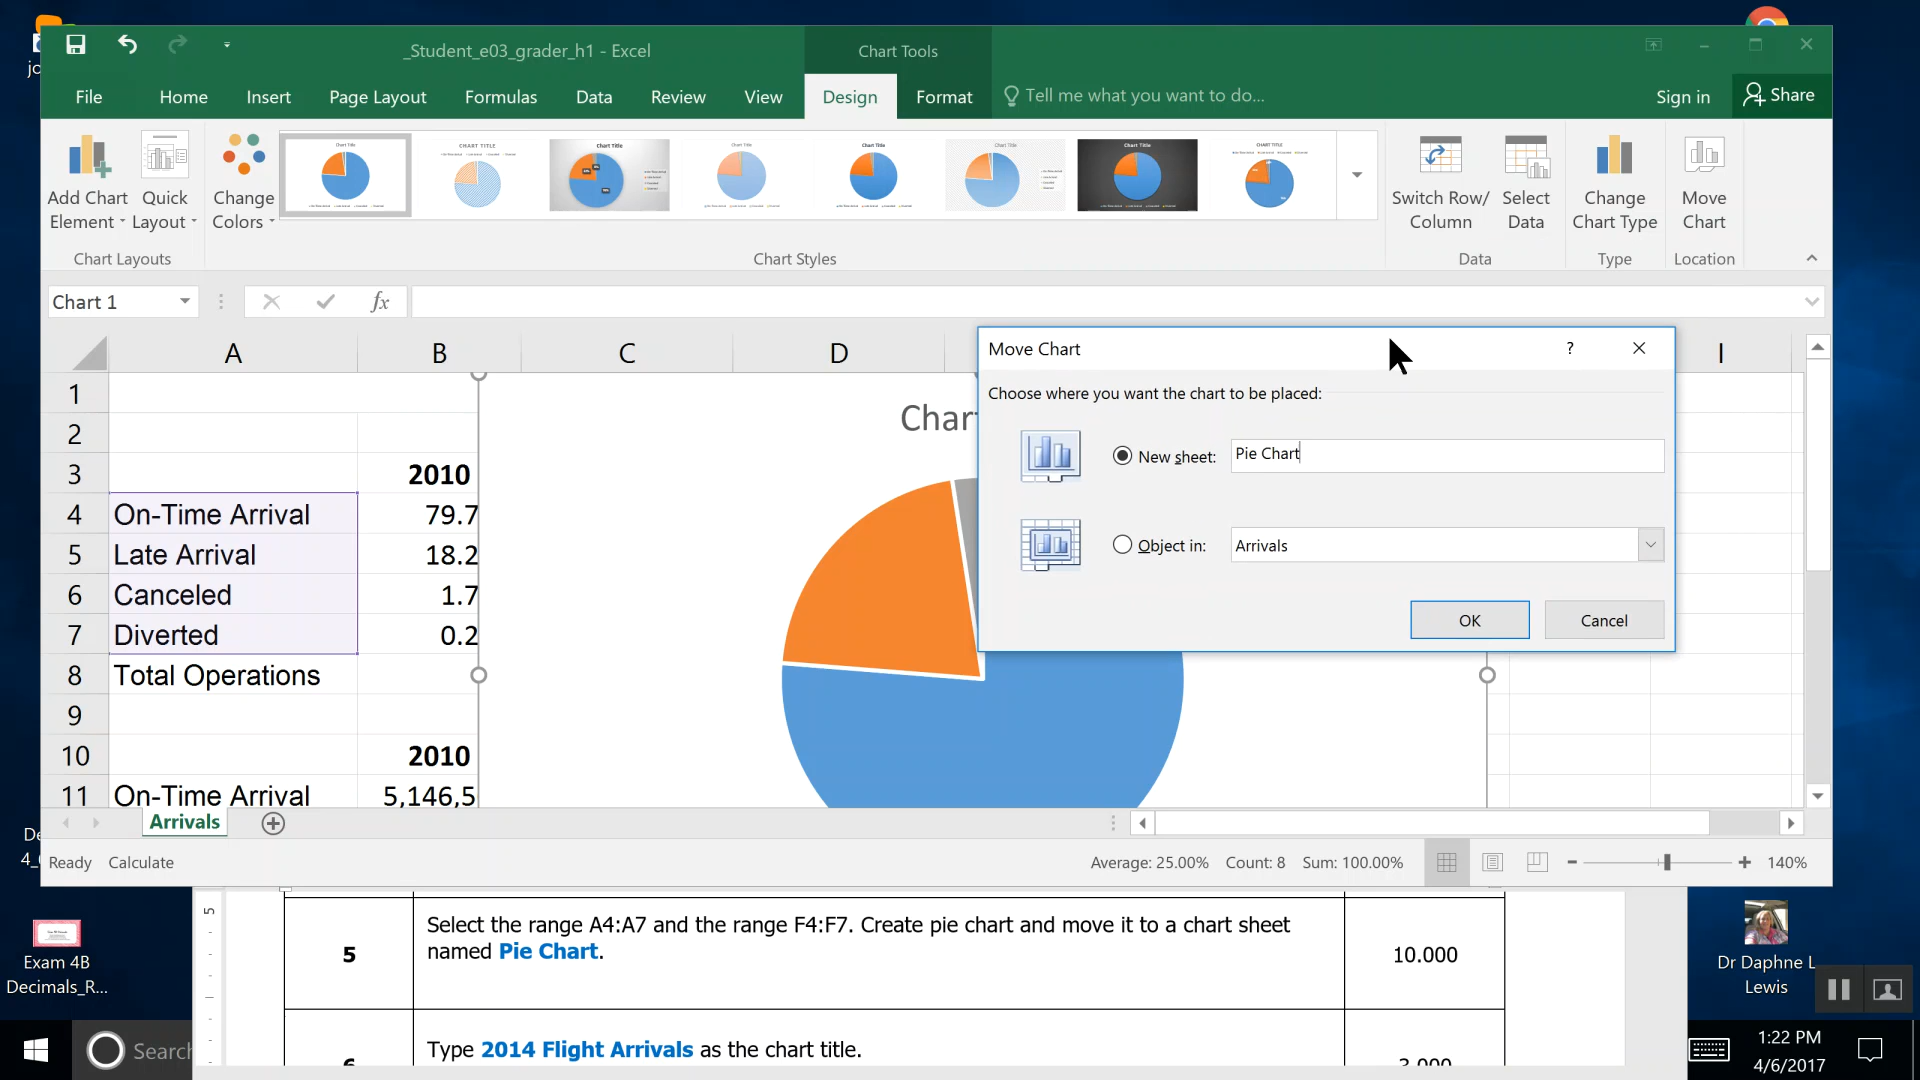 _Student_e03_grader_h1 - Excel
Chart Tools
File
Home
Insert
Page Layout
Formulas
Data
Review
View
Design
Format
Tell me what you want to do...
Sign in
Share
Add Chart
Element
Quick
Layout
Change
Colors
Switch Row/
Column
Select
Data
Change
Chart Type
Move
Chart
Chart Layouts
Chart Styles
Data
Type
Location
Chart 1
fx
A
B
C
D
I
Move Chart
?
Choose where you want the chart to be placed:
New sheet:
Pie Chart
Object in:
Arrivals
OK
Cancel
Char
1
2
3
2010
4
On-Time Arrival
79.7
5
Late Arrival
18.2
6
Canceled
1.7
7
Diverted
0.2
8
Total Operations
9
10
2010
11
On-Time Arrival
5,146,5
Arrivals
Ready
Calculate
Average: 25.00%
Count: 8
Sum: 100.00%
140%
5
5
Select the range A4:A7 and the range F4:F7. Create pie chart and move it to a chart sheet
named Pie Chart.
10.000
6
Type 2014 Flight Arrivals as the chart title.
Exam 4B
Decimals_R...
Dr Daphne L
Lewis
Search
1:22 PM
4/6/2017